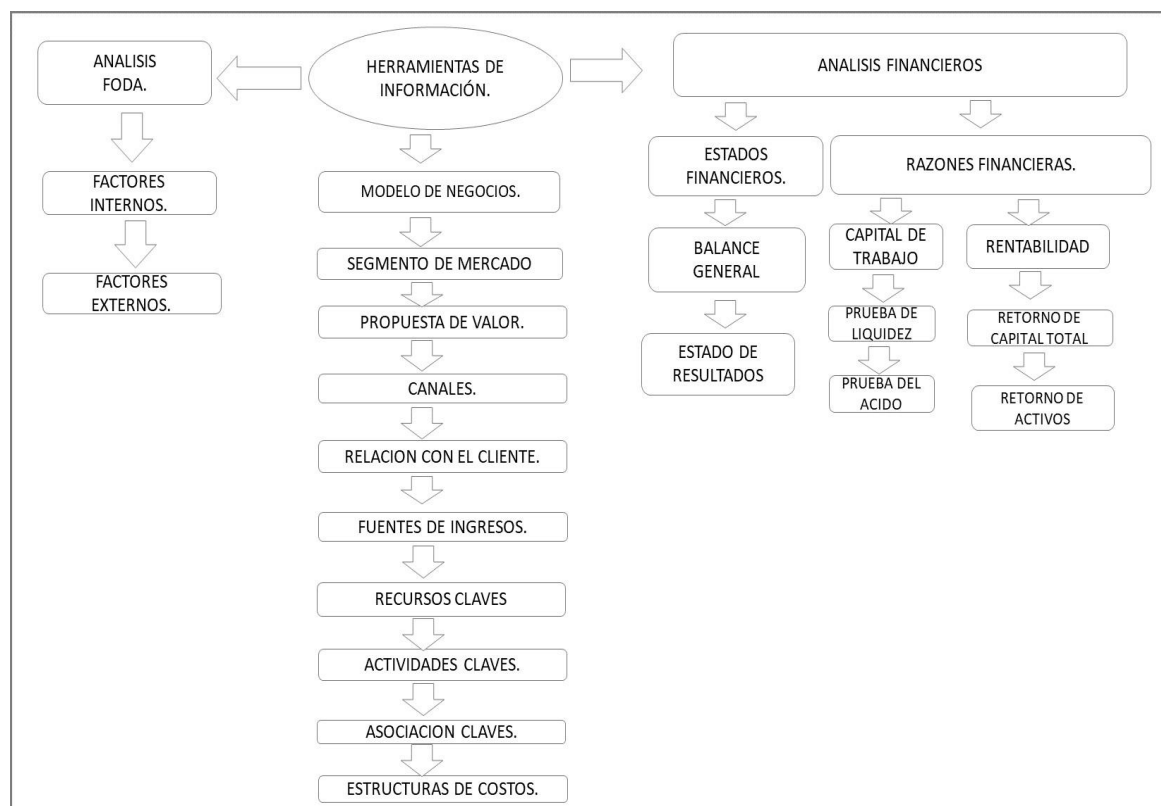 ANALISIS
FODA.
FACTORES
INTERNOS.
FACTORES
EXTERNOS.
HERRAMIENTAS DE
INFORMACIÓN.
MODELO DE NEGOCIOS.
SEGMENTO DE MERCADO
PROPUESTA DE VALOR.
CANALES.
RELACION CON EL CLIENTE.
FUENTES DE INGRESOS.
RECURSOS CLAVES
ACTIVIDADES CLAVES.
ASOCIACION CLAVES.
ESTRUCTURAS DE COSTOS.
ANALISIS FINANCIEROS
ESTADOS
FINANCIEROS.
BALANCE
GENERAL
ESTADO DE
RESULTADOS
RAZONES FINANCIERAS.
CAPITAL DE
TRABAJO
PRUEBA DE
LIQUIDEZ
PRUEBA DEL
ACIDO
RENTABILIDAD
RETORNO DE
CAPITAL TOTAL
RETORNO DE
ACTIVOS